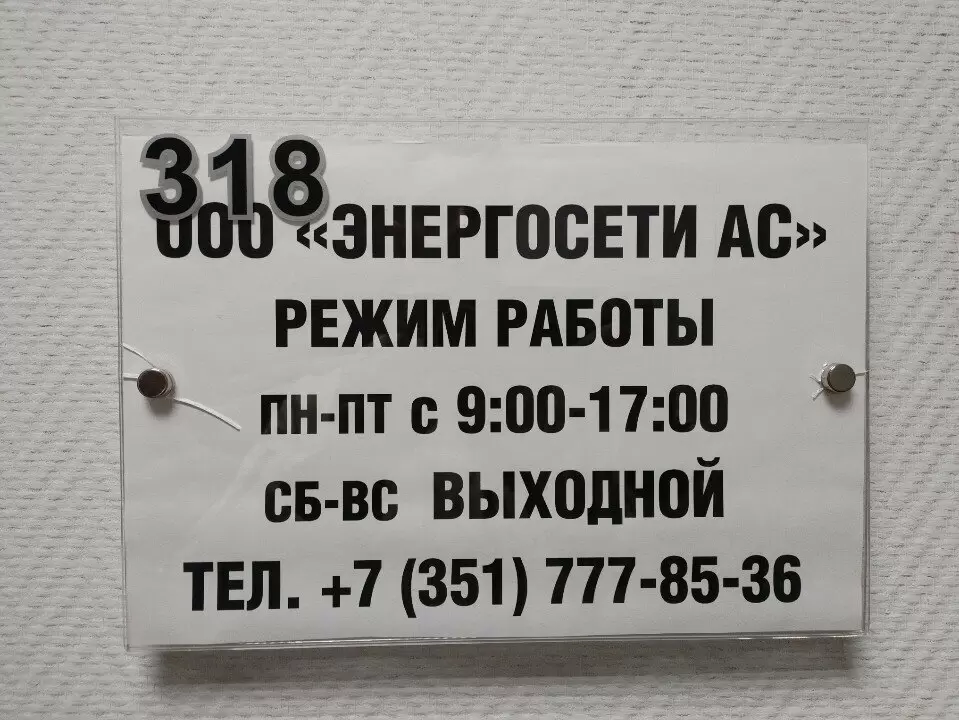 318
ООО «ЭНЕРГОСЕТИ АС»
РЕЖИМ РАБОТЫ
ПН-ПТ с 9:00-17:00
СБ-ВС ВЫХОДНОЙ
ТЕЛ. +7 (351) 777-85-36